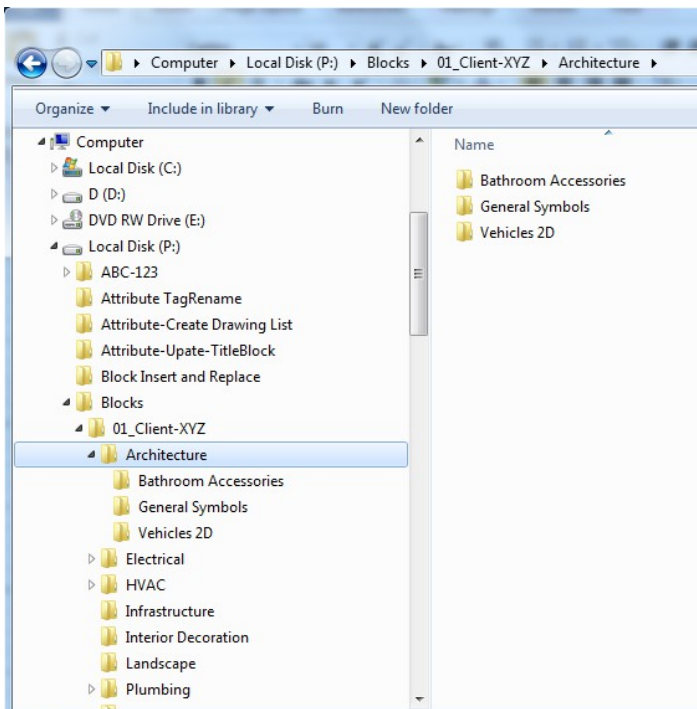 Computer Local Disk (P:) Blocks 01_Client-XYZ Architecture
Organize Include in library Burn New folder
Computer
Local Disk (C:)
D (D:)
DVD RW Drive (E:)
Local Disk (P:)
ABC-123
Attribute TagRename
Attribute-Create Drawing List
Attribute-Upate-TitleBlock
Block Insert and Replace
Blocks
01_Client-XYZ
Architecture
Bathroom Accessories
General Symbols
Vehicles 2D
Electrical
HVAC
Infrastructure
Interior Decoration
Landscape
Plumbing
Name
Bathroom Accessories
General Symbols
Vehicles 2D